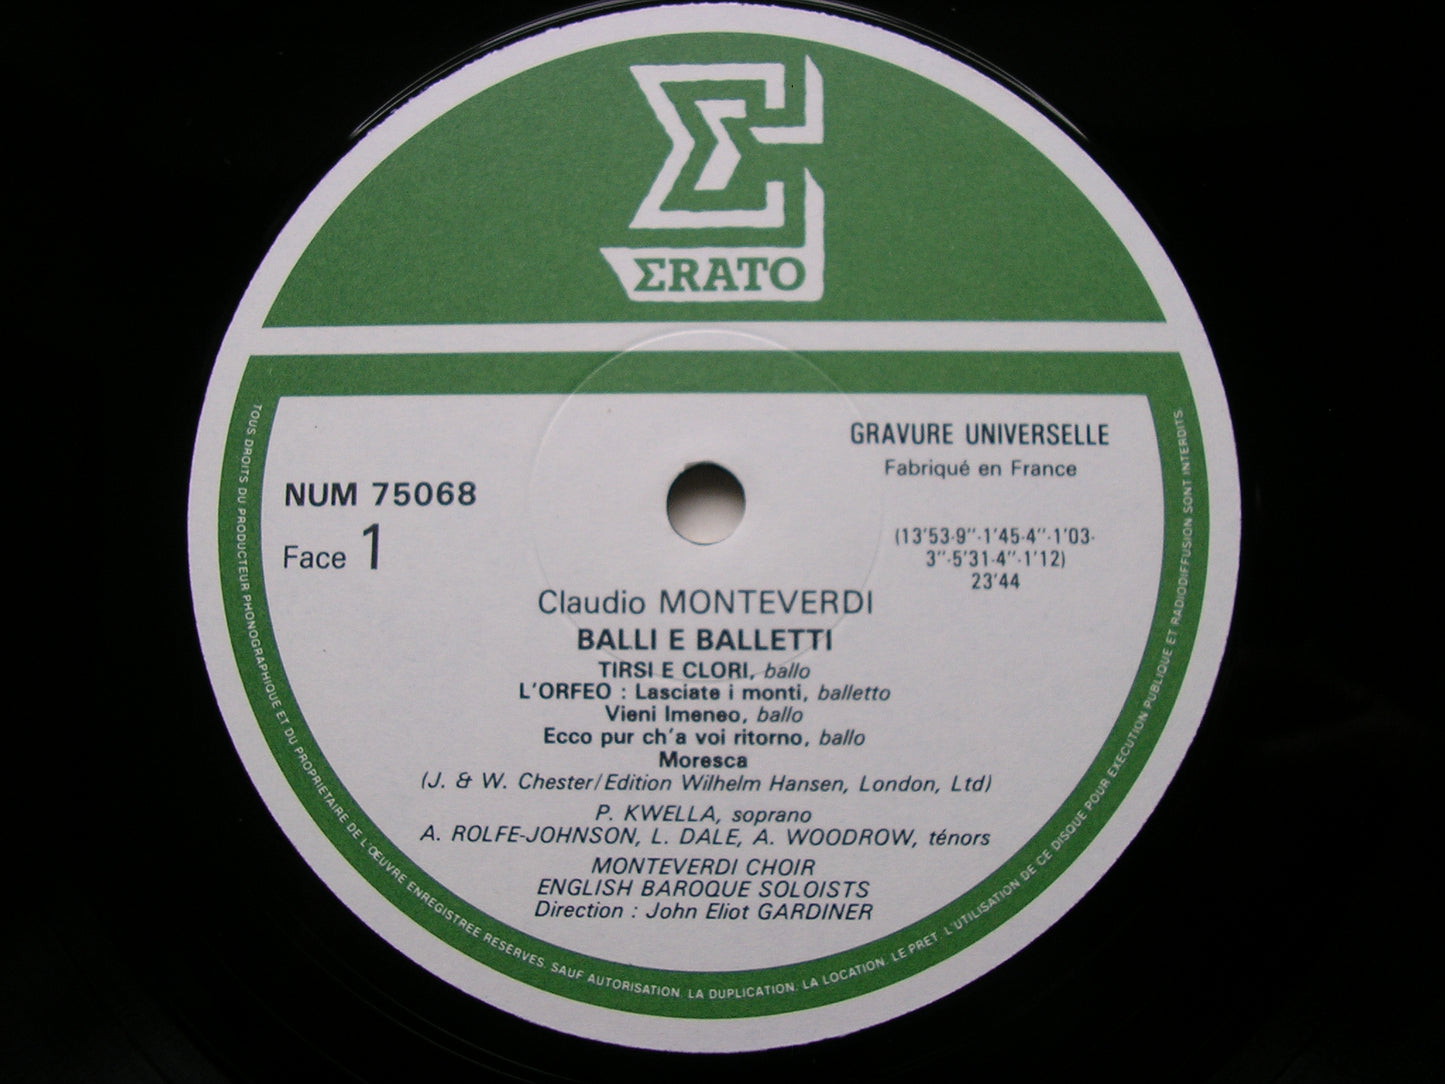 ΣRATO
GRAVURE UNIVERSELLE
Fabriqué en France
NUM 75068
Face 1
(13'53-9"-1'45-4"-1'03-
3"-5'31-4"-1'12)
23'44
Claudio MONTEVERDI
BALLI E BALLETTI
TIRSI E CLORI, ballo
L'ORFEO : Lasciate i monti, balletto
Vieni Imeneo, ballo
Ecco pur ch'a voi ritorno, ballo
Moresca
(J. & W. Chester/Edition Wilhelm Hansen, London, Ltd)
P. KWELLA, soprano
A. ROLFE-JOHNSON, L. DALE, A. WOODROW, ténors
MONTEVERDI CHOIR
ENGLISH BAROQUE SOLOISTS
Direction : John Eliot GARDINER
TOUS DROITS DU PRODUCTEUR PHONOGRAPHIQUE ET DU PROPRIETAIRE DE L'ŒUVRE ENREGISTREE RESERVES. SAUF AUTORISATION. LA DUPLICATION. LA LOCATION. LE PRET. L'UTILISATION DE CE DISQUE POUR EXECUTION PUBLIQUE ET RADIODIFFUSION SONT INTERDITS.